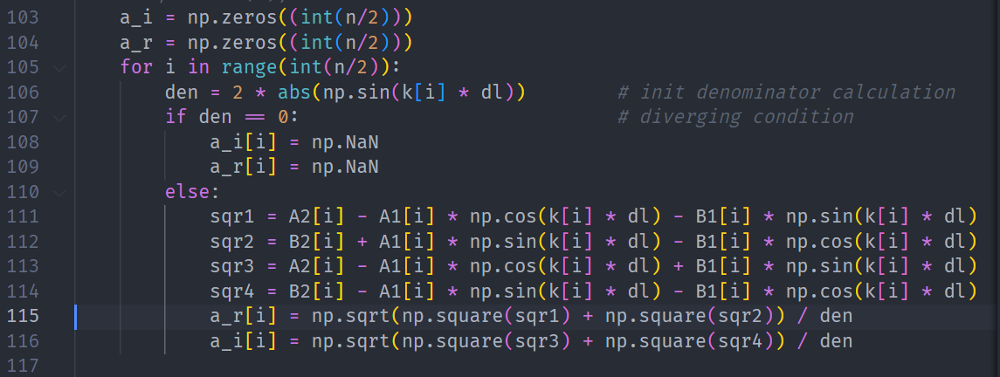 103 a_i = np.zeros((int(n/2)))
104 a_r = np.zeros((int(n/2)))
105 for i in range(int(n/2)):
106 den = 2 * abs(np.sin(k[i] * dl)) # init denominator calculation
107 if den == 0: # diverging condition
108 a_i[i] = np.NaN
109 a_r[i] = np.NaN
110 else:
111 sqr1 = A2[i] - A1[i] * np.cos(k[i] * dl) - B1[i] * np.sin(k[i] * dl)
112 sqr2 = B2[i] + A1[i] * np.sin(k[i] * dl) - B1[i] * np.cos(k[i] * dl)
113 sqr3 = A2[i] - A1[i] * np.cos(k[i] * dl) + B1[i] * np.sin(k[i] * dl)
114 sqr4 = B2[i] - A1[i] * np.sin(k[i] * dl) - B1[i] * np.cos(k[i] * dl)
115 a_r[i] = np.sqrt(np.square(sqr1) + np.square(sqr2)) / den
116 a_i[i] = np.sqrt(np.square(sqr3) + np.square(sqr4)) / den
117